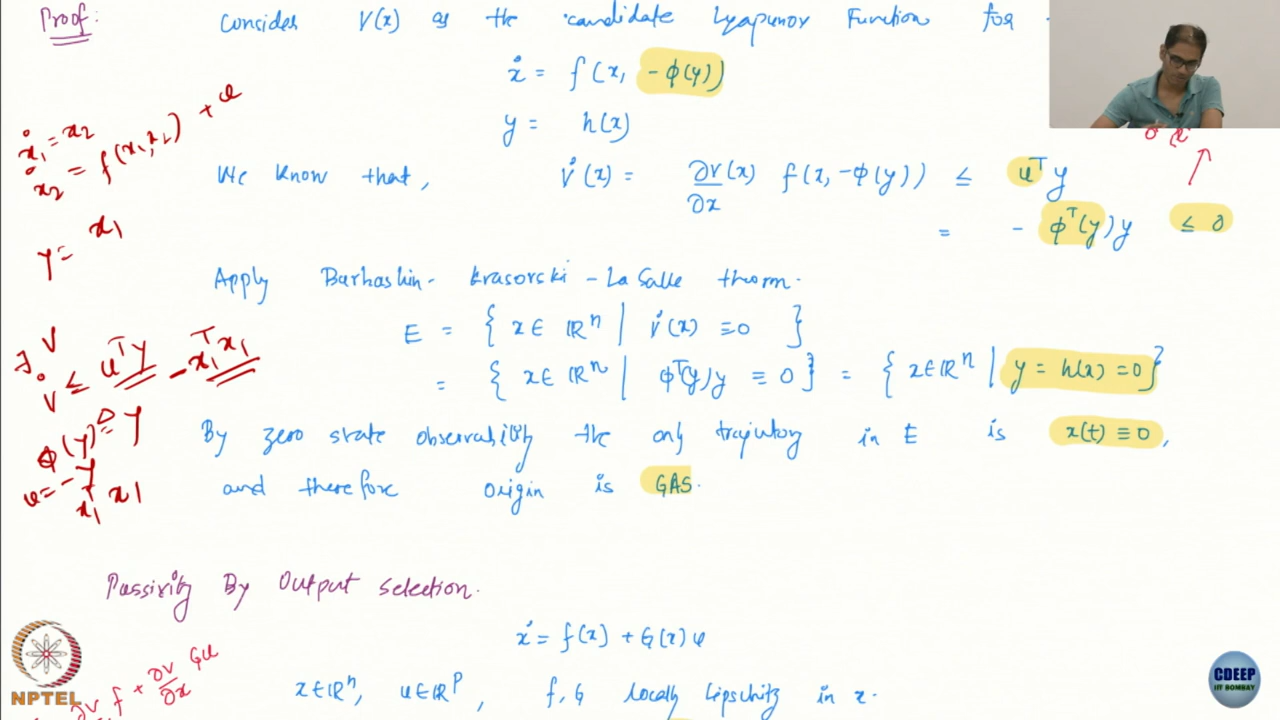 Proof: Consider V(x) as the candidate Lyapunov Function for
ẋ = f(x, -φ(y))
y = h(x)
ẋ₁ = x₂
ẋ₂ = f(x₁, x₂) + u
y = x₁
We know that, V̇(x) = ∂V(x)/∂x f(x, -φ(y)) ≤ uᵀy
= - φᵀ(y)y ≤ 0
Apply Barbashin - Krasovski - La Salle theorm.
E = { x ∈ ℝⁿ | V̇(x) ≡ 0 }
= { x ∈ ℝⁿ | φᵀ(y)y ≡ 0 } = { x ∈ ℝⁿ | y = h(x) = 0 }
∃ V
V̇ ≤ uᵀy - x₁ᵀx₁
φ(y) ≜ y
u = -y
x₁ᵀ x₁
By zero state observability the only trajectory in E is x(t) ≡ 0,
and therefore origin is GAS.
Passivity By Output selection.
ẋ = f(x) + G(x)u
x ∈ ℝⁿ, u ∈ ℝᵖ, f, G locally Lipschitz in x.
∂V f + ∂V/∂x Gu
NPTEL
CDEEP
IIT BOMBAY